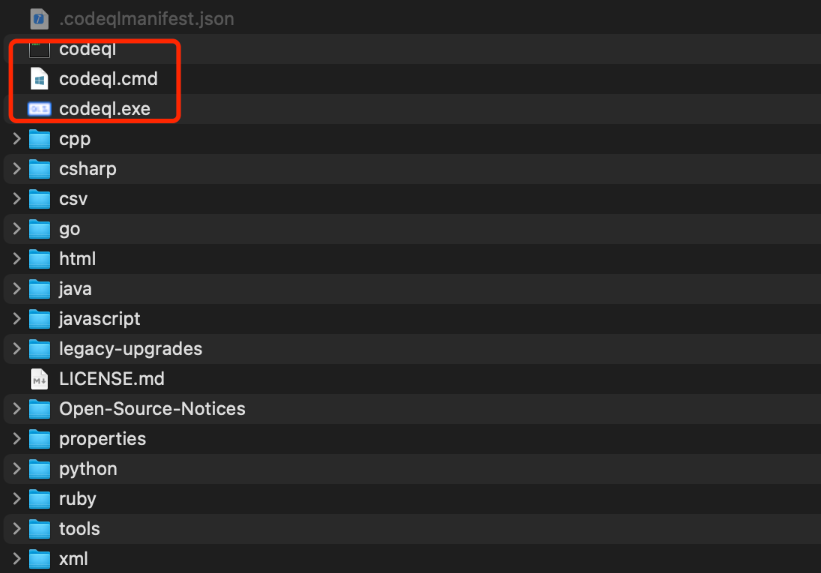 .codeqlmanifest.json
codeql
codeql.cmd
codeql.exe
cpp
csharp
csv
go
html
java
javascript
legacy-upgrades
LICENSE.md
Open-Source-Notices
properties
python
ruby
tools
xml